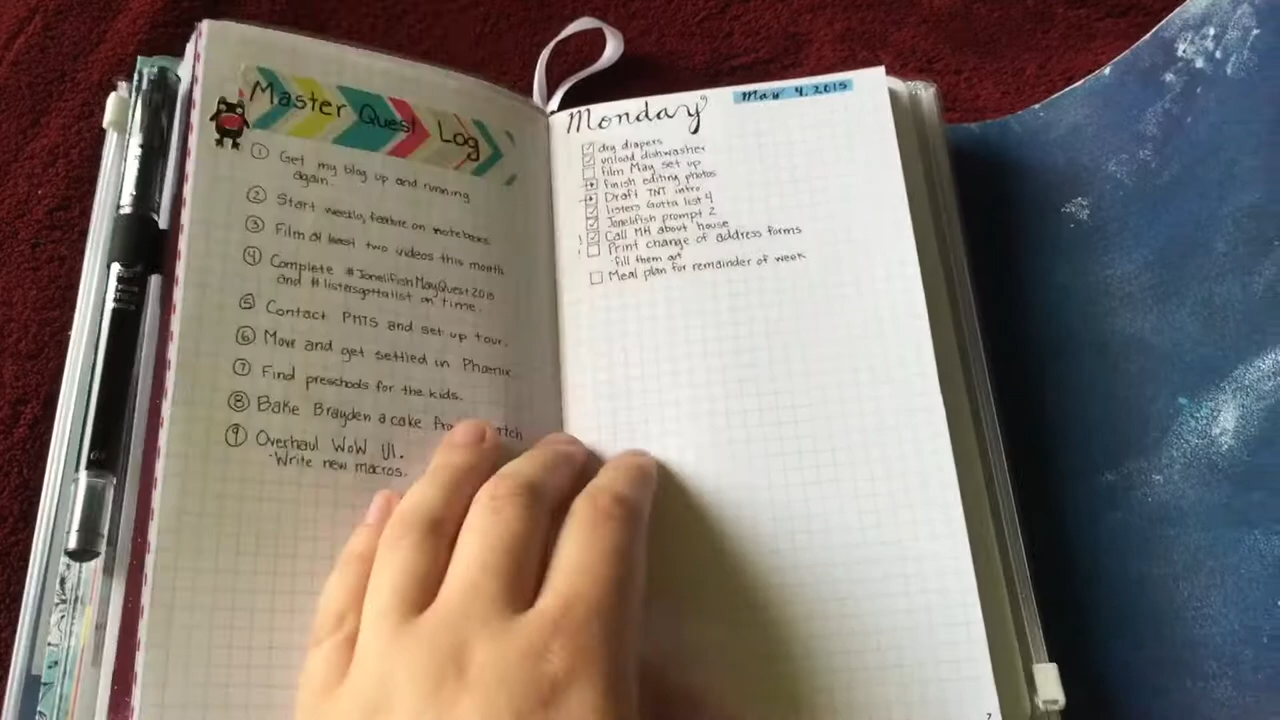 Master Quest Log
① Get my blog up and running
again.
② Start weekly feature on notebooks
③ Film at least two videos this month
④ Complete #JonelifishMayQuest2015
and #listersgottalist on time.
⑤ Contact PMTS and set up tour.
⑥ Move and get settled in Phoenix
⑦ Find preschools for the kids.
⑧ Bake Brayden a cake
⑨ Overhaul WoW UI.
·Write new macros.
Monday
May 4, 2015
dry diapers
unload dishwasher
film May set up
finish editing photos
Draft TNT intro
listers Gotta list 4
Jonelifish prompt 2
! Call MH about house
! Print change of address forms
·fill them out
Meal plan for remainder of week